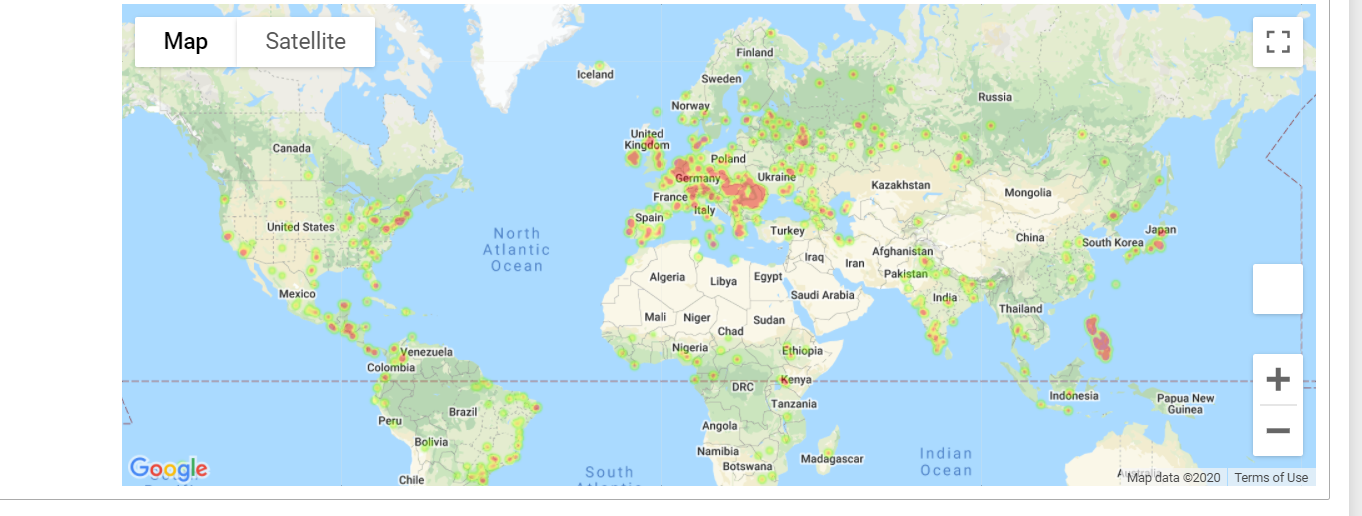 Map
Satellite
Finland
Iceland
Sweden
Russia
Norway
United
Kingdom
Canada
Poland
Germany
Ukraine
Kazakhstan
Mongolia
France
Italy
Spain
United States
Turkey
Japan
China
South Korea
North
Atlantic
Ocean
Afghanistan
Iraq
Iran
Pakistan
Algeria
Libya
Egypt
Saudi Arabia
Mexico
India
Thailand
Mali
Niger
Sudan
Chad
Nigeria
Ethiopia
Venezuela
Colombia
Kenya
DRC
Indonesia
Tanzania
Papua New
Guinea
Brazil
Peru
Angola
Bolivia
Namibia
Madagascar
Indian
Ocean
Botswana
Google
South
Atlantic
Chile
Australia
Map data ©2020
Terms of Use